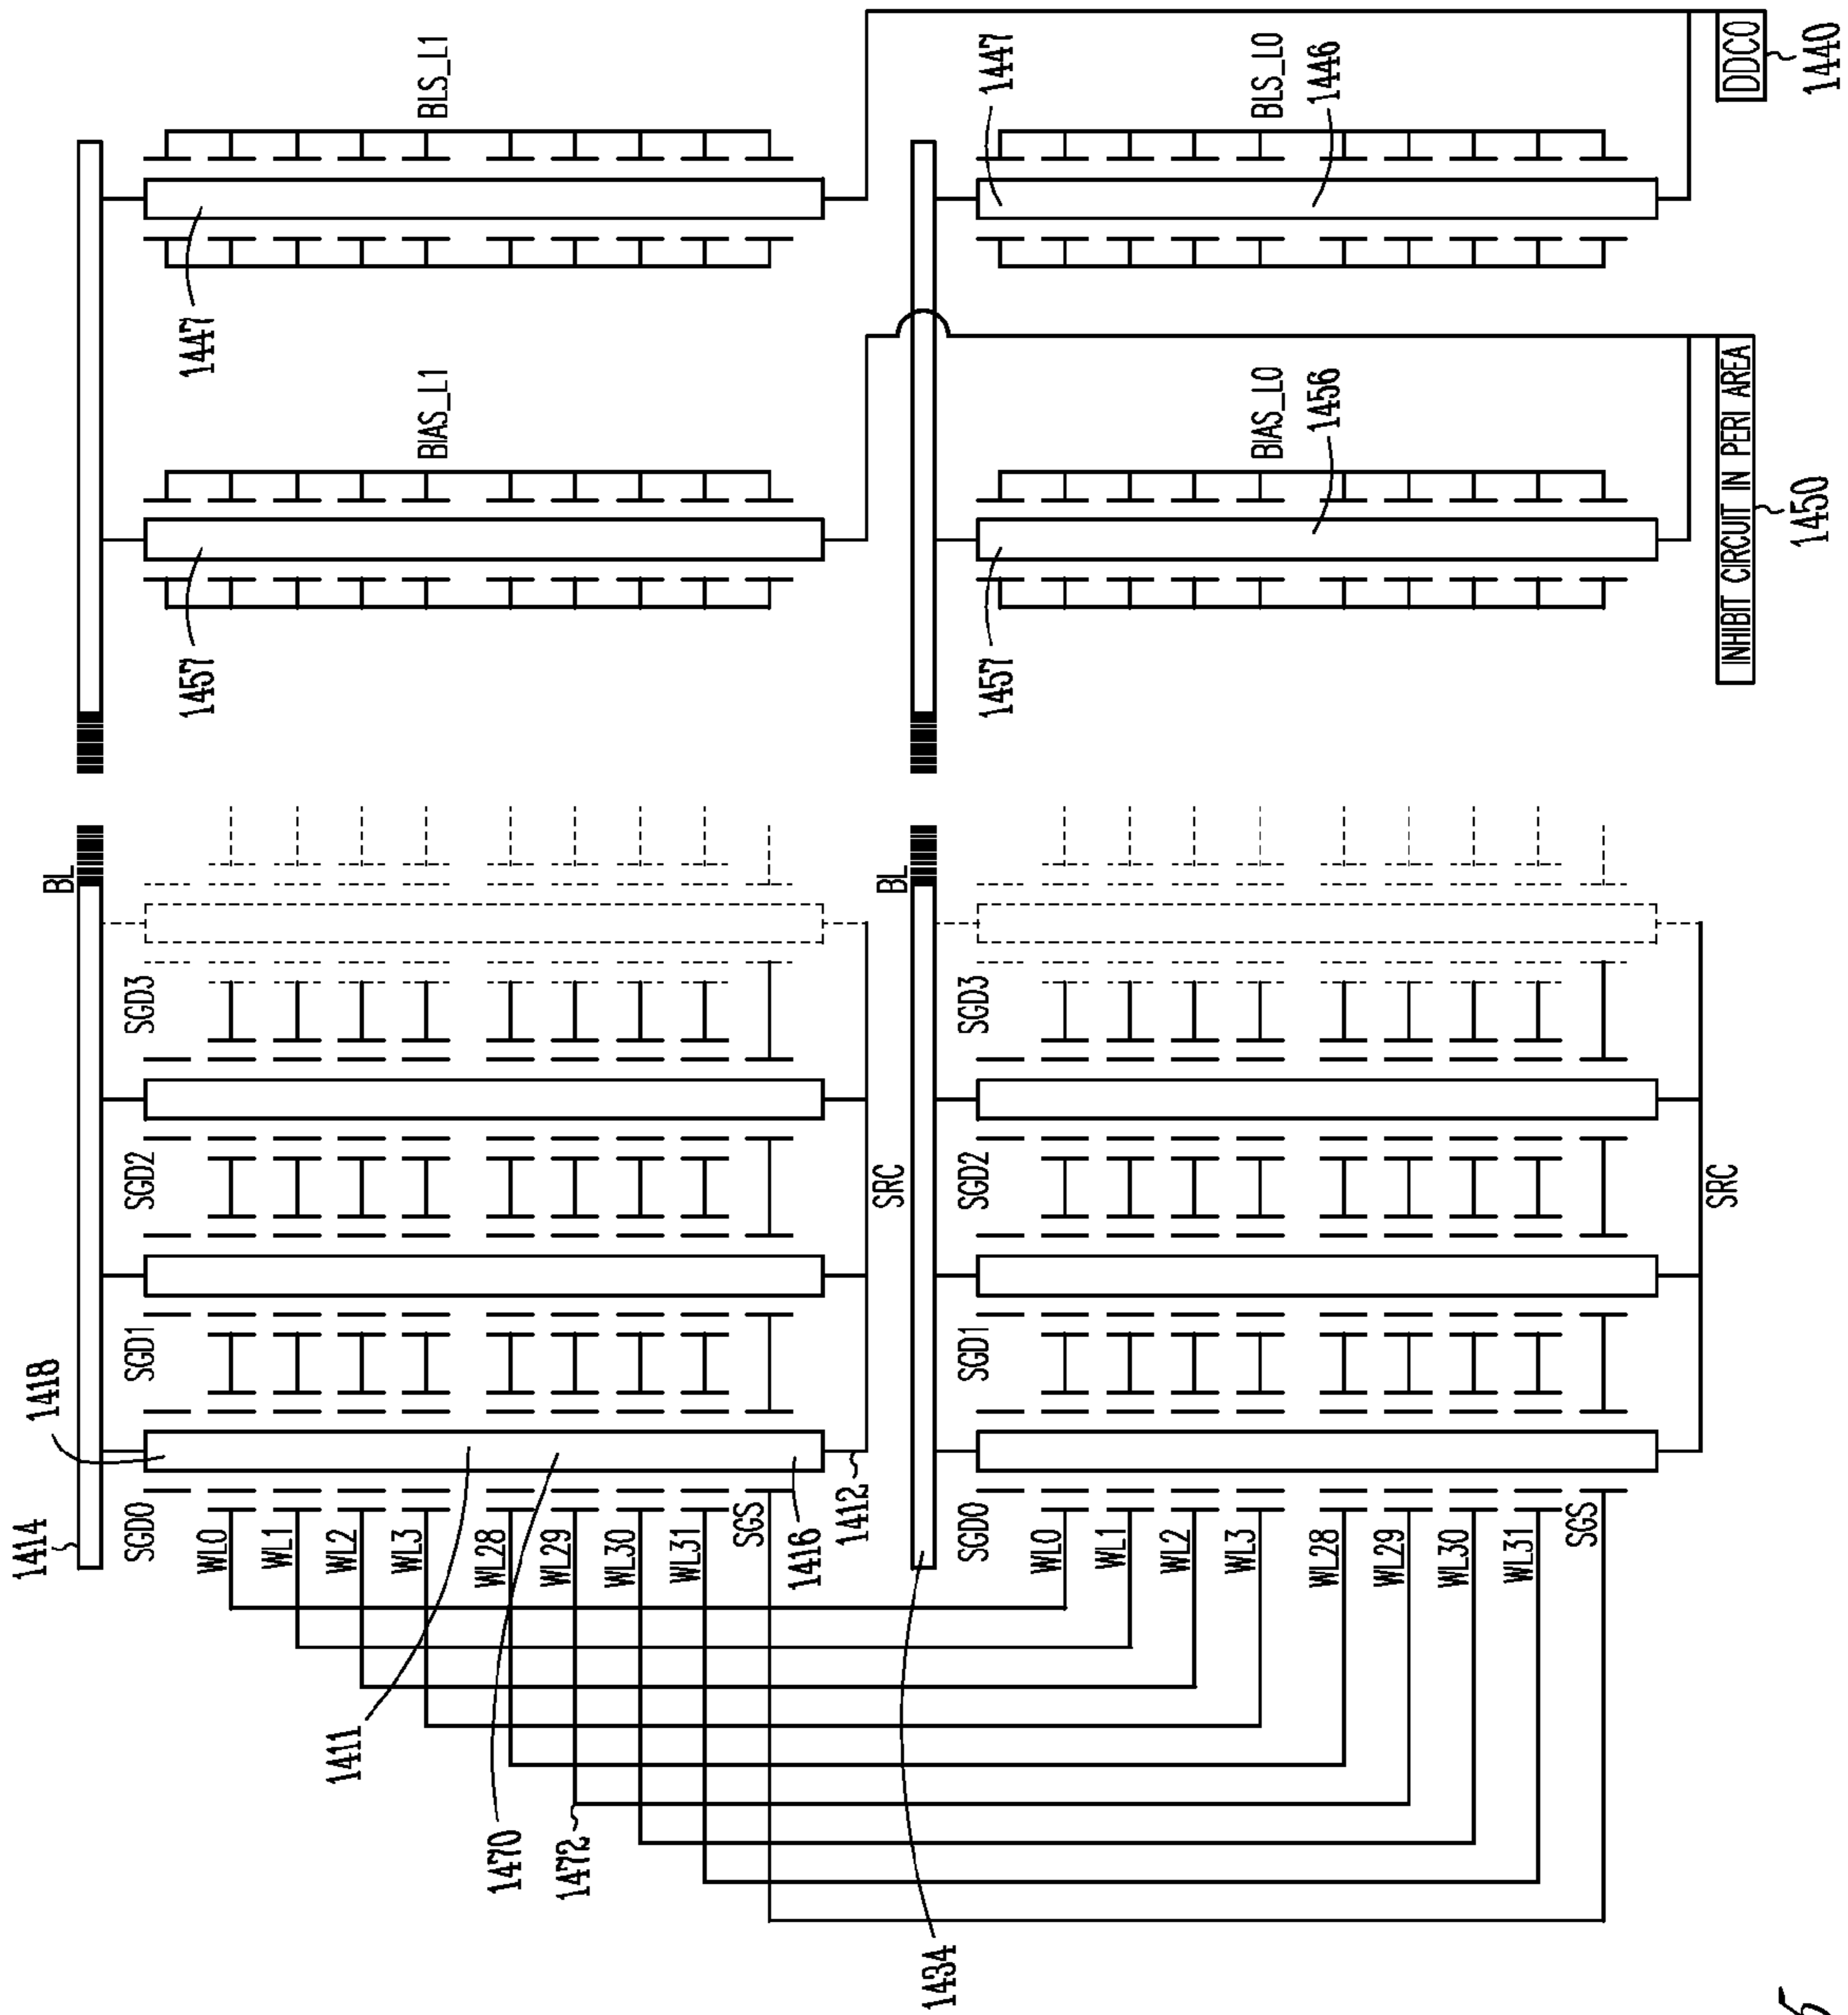 1414
1418
BL
SGD0 SGD1 SGD2 SGD3
1457 1447
WL0
WL1
1411
WL2
WL3
BIAS_L1 BLS_L1
WL28
1470
WL29
1472
WL30
WL31
SGS
1416
1412
SRC
BL
1434
SGD0 SGD1 SGD2 SGD3
1457 1447
WL0
WL1
WL2
WL3
BIAS_L0 BLS_L0
1456 1446
WL28
WL29
WL30
WL31
SGS
SRC
INHIBIT CIRCUIT IN PERI AREA
DDC0
1450
1440